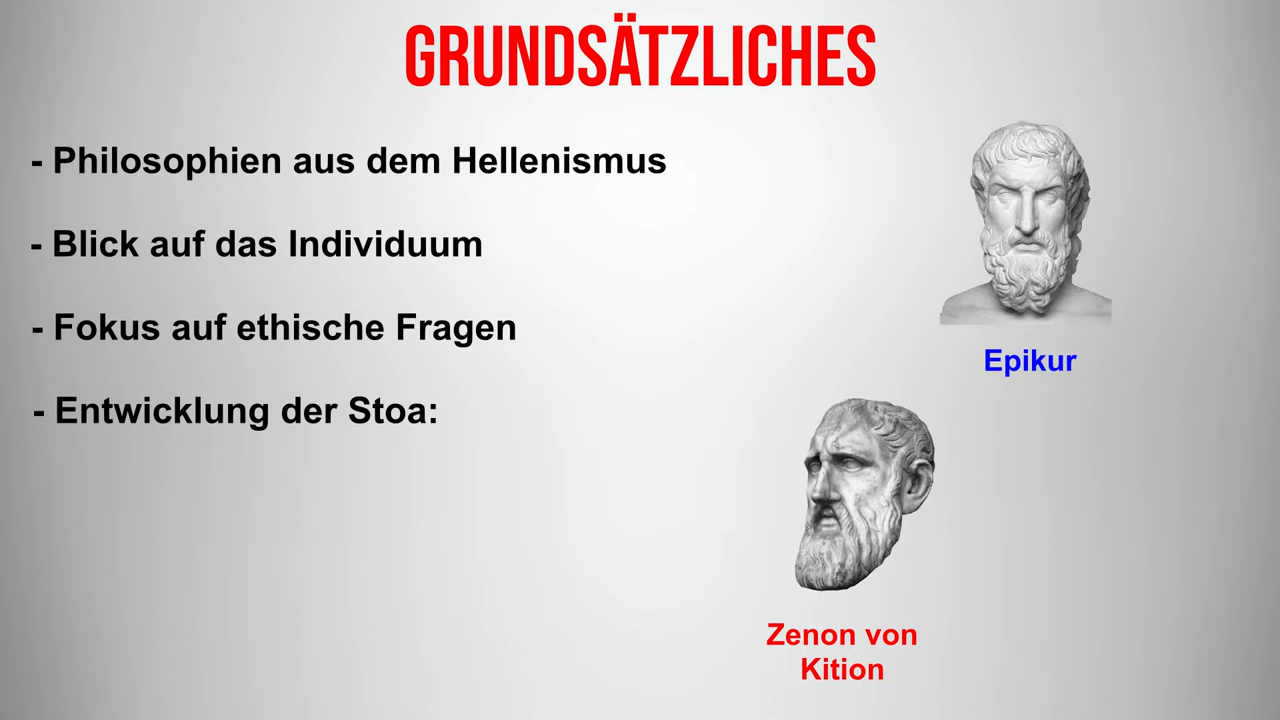 GRUNDSÄTZLICHES
- Philosophien aus dem Hellenismus
- Blick auf das Individuum
- Fokus auf ethische Fragen
- Entwicklung der Stoa:
Epikur
Zenon von
Kition